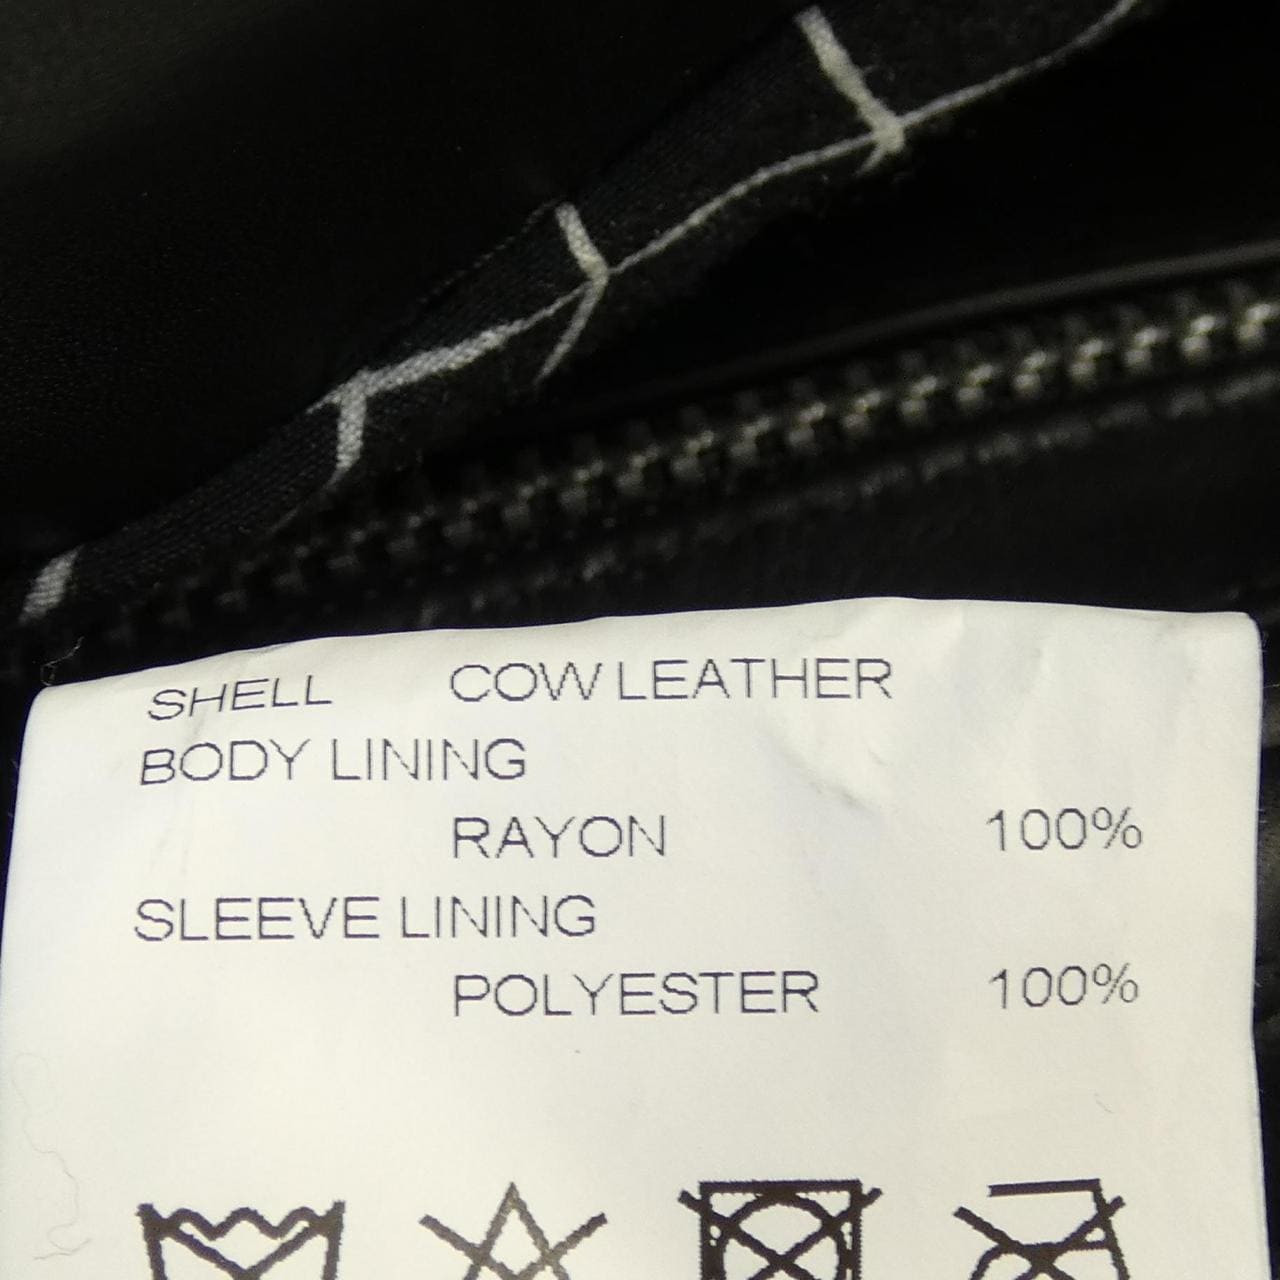 SHELL COW LEATHER
BODY LINING
RAYON 100%
SLEEVE LINING
POLYESTER 100%